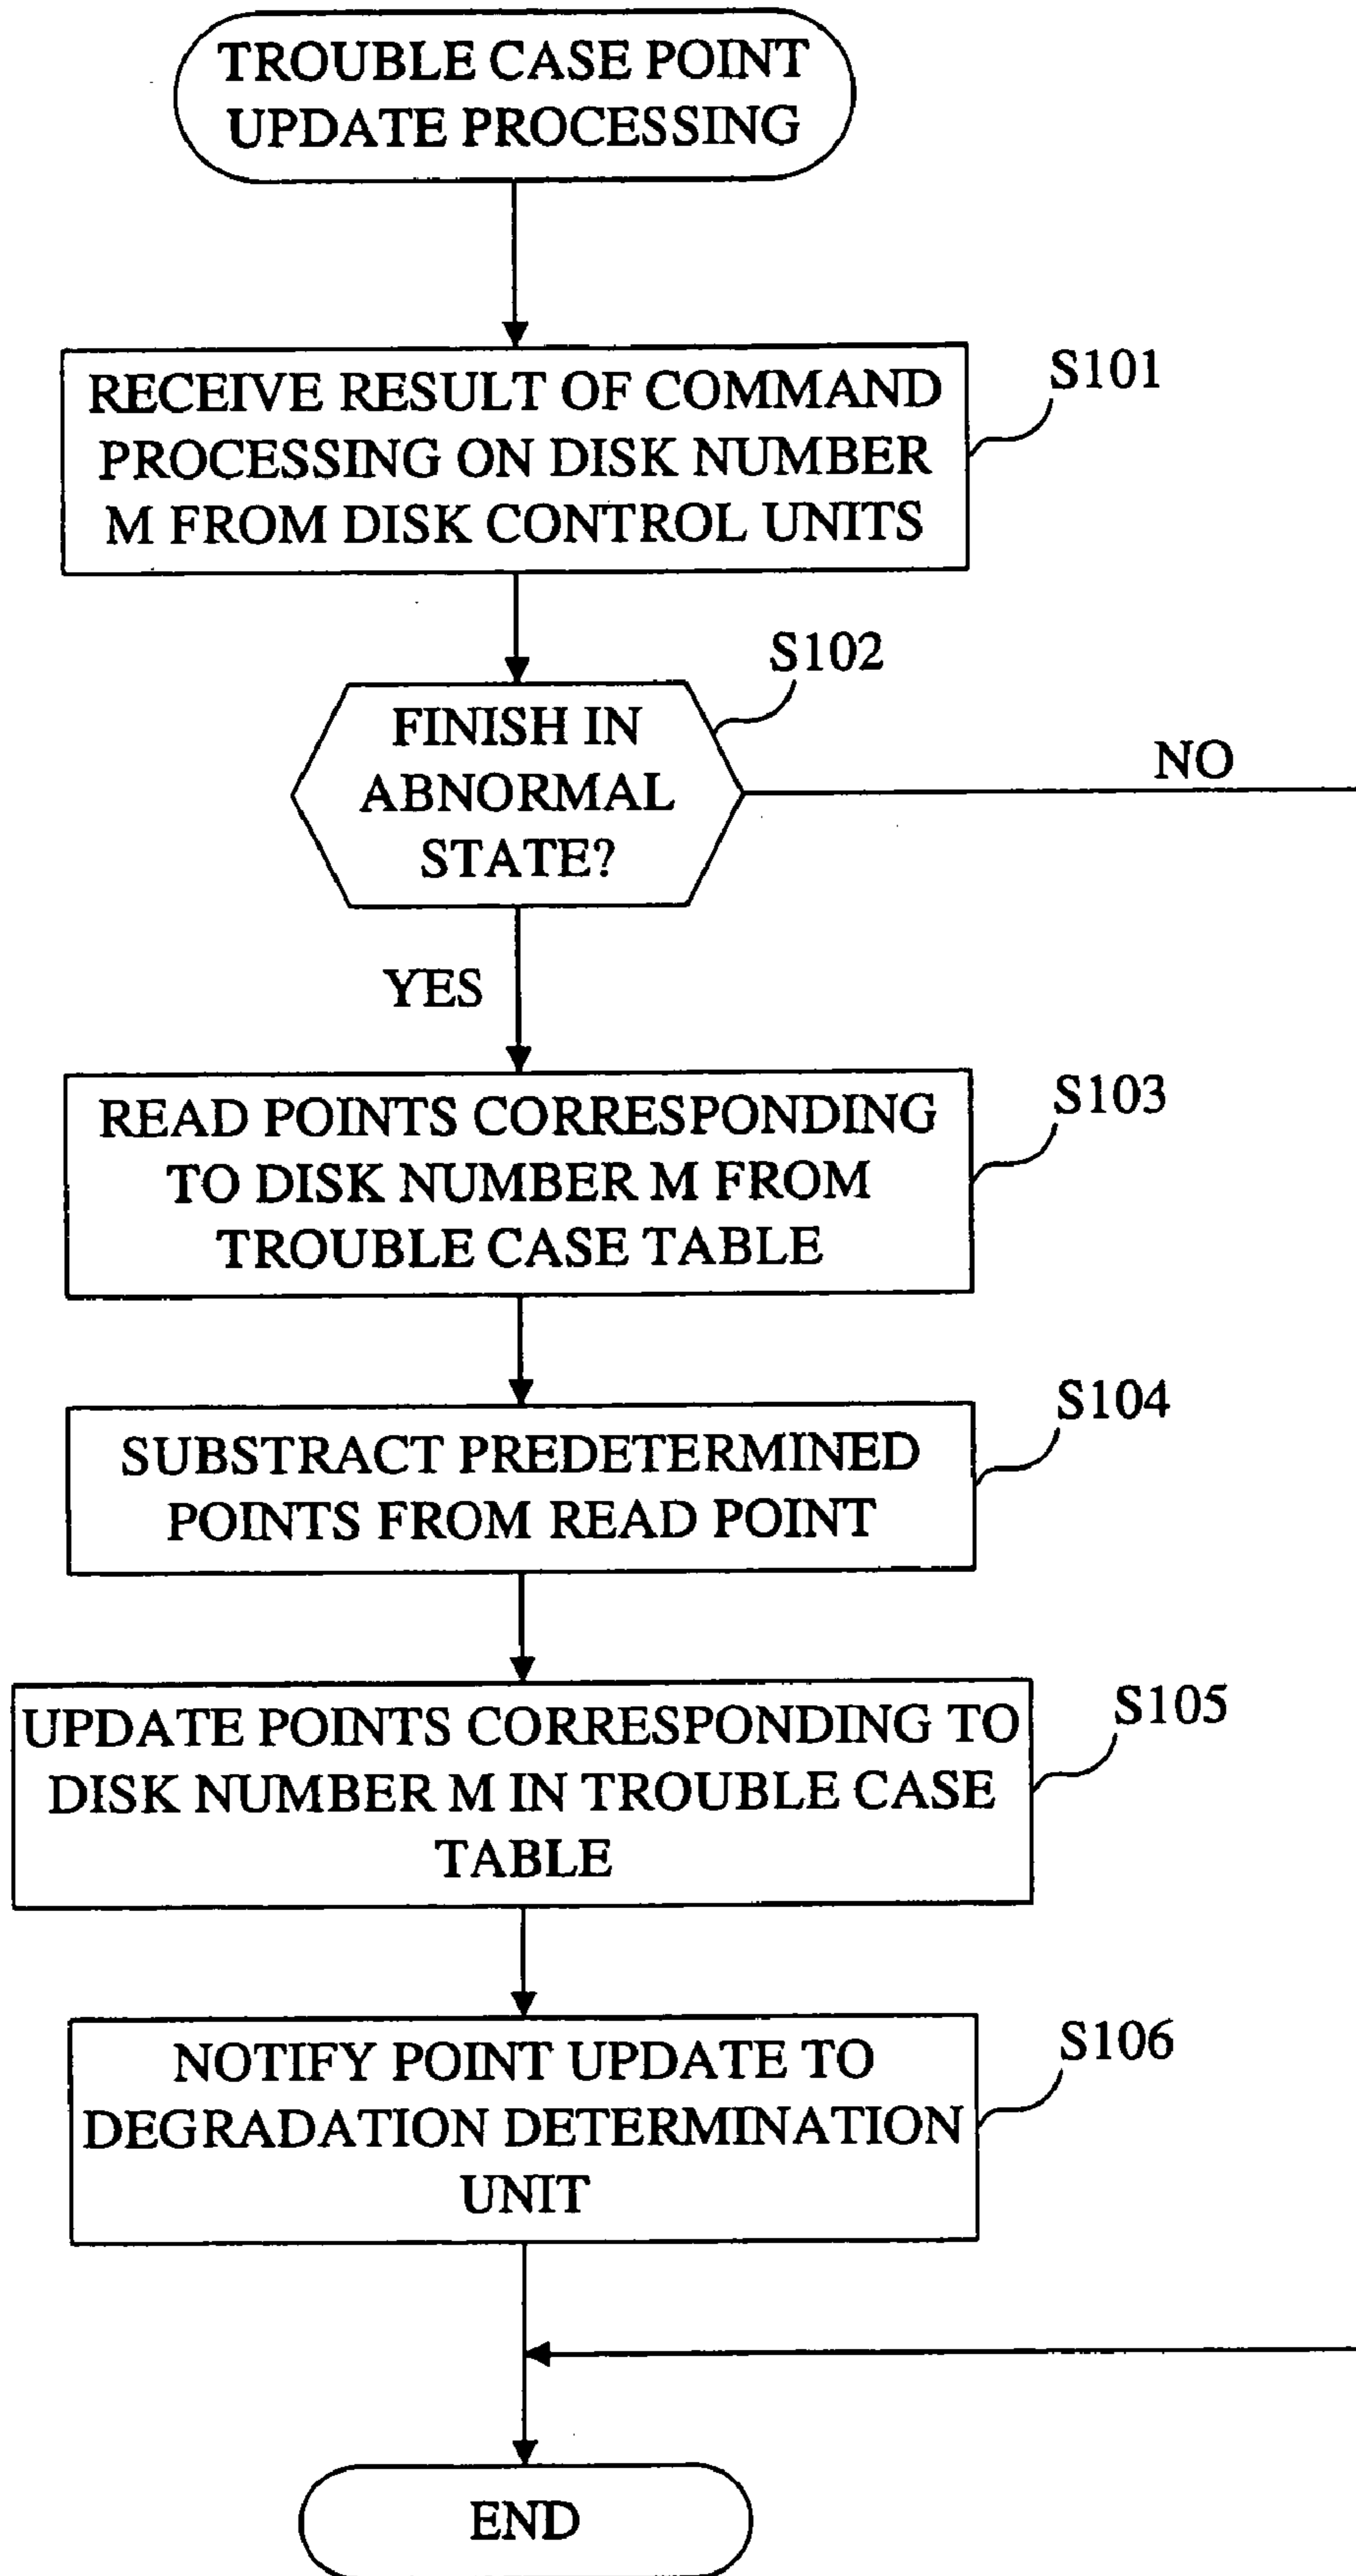 TROUBLE CASE POINT
UPDATE PROCESSING
S101
RECEIVE RESULT OF COMMAND
PROCESSING ON DISK NUMBER
M FROM DISK CONTROL UNITS
S102
FINISH IN
ABNORMAL
STATE?
NO
YES
S103
READ POINTS CORRESPONDING
TO DISK NUMBER M FROM
TROUBLE CASE TABLE
S104
SUBSTRACT PREDETERMINED
POINTS FROM READ POINT
S105
UPDATE POINTS CORRESPONDING TO
DISK NUMBER M IN TROUBLE CASE
TABLE
S106
NOTIFY POINT UPDATE TO
DEGRADATION DETERMINATION
UNIT
END